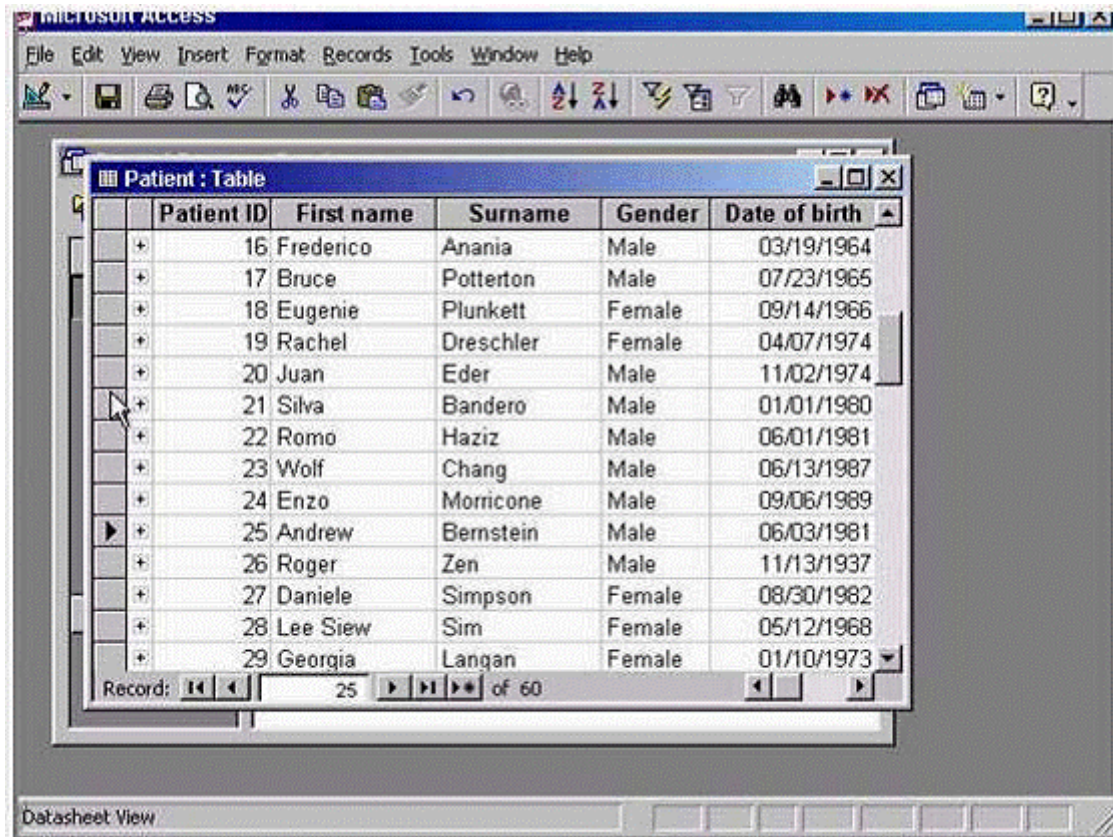 Microsoft Access
File Edit View Insert Format Records Tools Window Help
Patient : Table
Patient ID First name Surname Gender Date of birth
16 Frederico Anania Male 03/19/1964
17 Bruce Potterton Male 07/23/1965
18 Eugenie Plunkett Female 09/14/1966
19 Rachel Dreschler Female 04/07/1974
20 Juan Eder Male 11/02/1974
21 Silva Bandero Male 01/01/1980
22 Romo Haziz Male 06/01/1981
23 Wolf Chang Male 06/13/1987
24 Enzo Morricone Male 09/06/1989
25 Andrew Bernstein Male 06/03/1981
26 Roger Zen Male 11/13/1937
27 Daniele Simpson Female 08/30/1982
28 Lee Siew Sim Female 05/12/1968
29 Georgia Langan Female 01/10/1973
Record: 25 of 60
Datasheet View